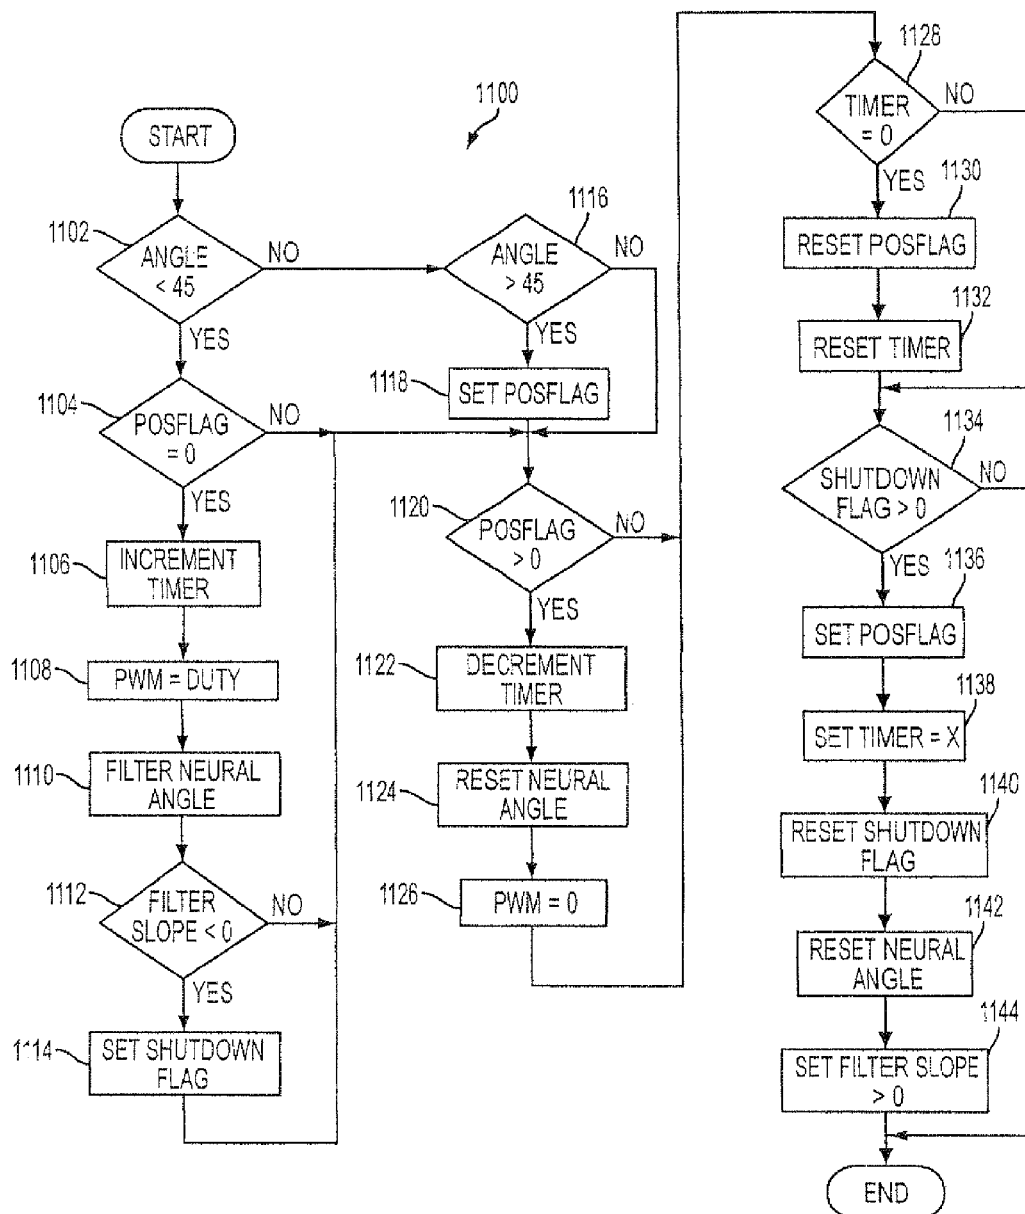 1100
START
1102
ANGLE
< 45
NO
YES
1104
POSFLAG
= 0
NO
YES
1106
INCREMENT
TIMER
1108
PWM = DUTY
1110
FILTER NEURAL
ANGLE
1112
FILTER
SLOPE < 0
NO
YES
1114
SET SHUTDOWN
FLAG
1116
ANGLE
> 45
NO
YES
1118
SET POSFLAG
1120
POSFLAG
> 0
NO
YES
1122
DECREMENT
TIMER
1124
RESET NEURAL
ANGLE
1126
PWM = 0
1128
TIMER
= 0
NO
YES
1130
RESET POSFLAG
1132
RESET TIMER
1134
SHUTDOWN
FLAG > 0
NO
YES
1136
SET POSFLAG
1138
SET TIMER = X
1140
RESET SHUTDOWN
FLAG
1142
RESET NEURAL
ANGLE
1144
SET FILTER SLOPE
> 0
END